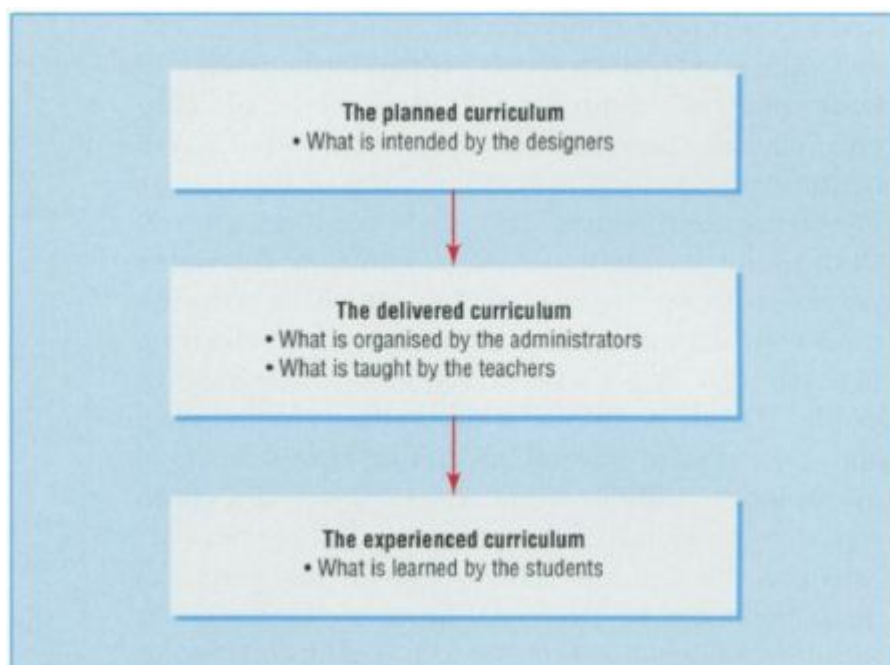 The planned curriculum
• What is intended by the designers
The delivered curriculum
• What is organised by the administrators
• What is taught by the teachers
The experienced curriculum
• What is learned by the students